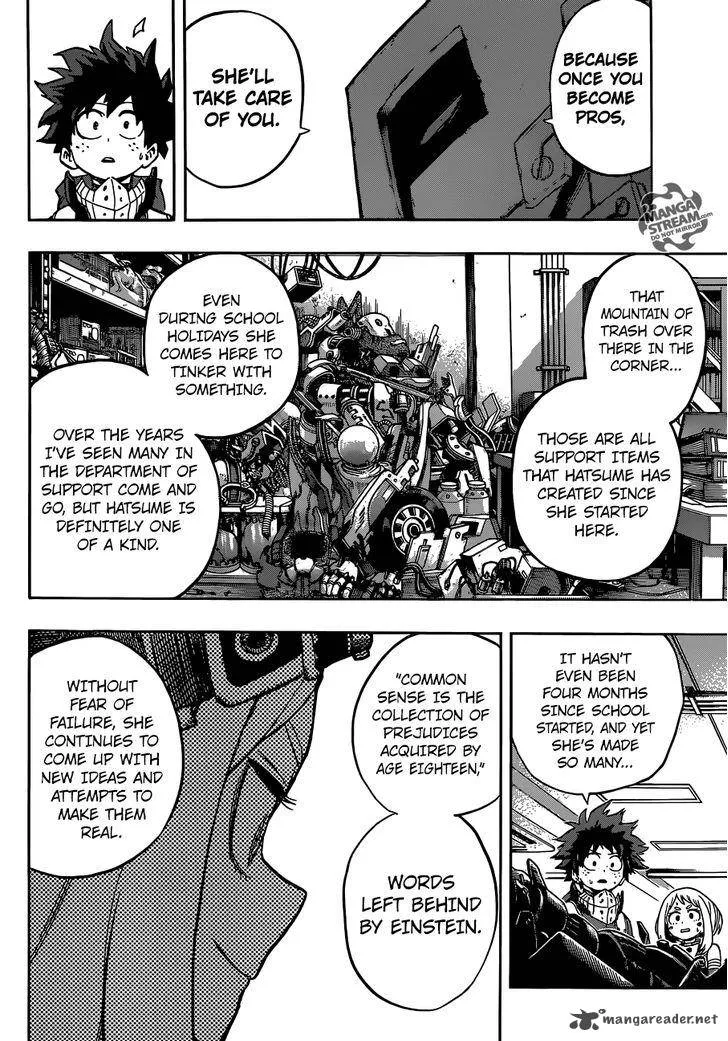 BECAUSE
ONCE YOU
BECOME
PROS,
SHE'LL
TAKE CARE
OF YOU.
MANGA
STREAM.COM
DO NOT MIRROR
THAT
MOUNTAIN OF
TRASH OVER
THERE IN THE
CORNER...
THOSE ARE ALL
SUPPORT ITEMS
THAT HATSUME HAS
CREATED SINCE
SHE STARTED
HERE.
EVEN
DURING SCHOOL
HOLIDAYS SHE
COMES HERE TO
TINKER WITH
SOMETHING.
OVER THE YEARS
I'VE SEEN MANY IN
THE DEPARTMENT OF
SUPPORT COME AND
GO, BUT HATSUME IS
DEFINITELY ONE
OF A KIND.
IT HASN'T
EVEN BEEN
FOUR MONTHS
SINCE SCHOOL
STARTED, AND YET
SHE'S MADE
SO MANY...
"COMMON
SENSE IS THE
COLLECTION OF
PREJUDICES
ACQUIRED BY
AGE EIGHTEEN,"
WORDS
LEFT BEHIND
BY EINSTEIN.
WITHOUT
FEAR OF
FAILURE, SHE
CONTINUES TO
COME UP WITH
NEW IDEAS AND
ATTEMPTS TO
MAKE THEM
REAL.
mangareader.net